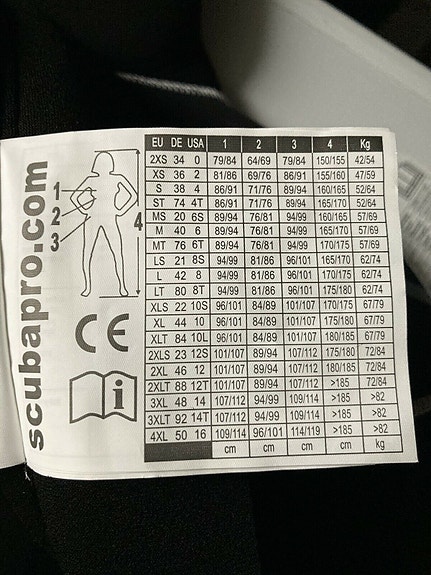 scubapro.com
1
2
3
4
EU DE USA 1 2 3 4 Kg
2XS 34 0 79/84 64/69 79/84 150/155 42/54
XS 36 2 81/86 69/76 86/91 155/160 47/59
S 38 4 86/91 71/76 89/94 160/165 52/64
ST 74 4T 86/91 71/76 89/94 165/170 52/64
MS 20 6S 89/94 76/81 94/99 160/165 57/69
M 40 6 89/94 76/81 94/99 165/170 57/69
MT 76 6T 89/94 76/81 94/99 170/175 57/69
LS 21 8S 94/99 81/86 96/101 165/170 62/74
L 42 8 94/99 81/86 96/101 170/175 62/74
LT 80 8T 94/99 81/86 96/101 175/180 62/74
XLS 22 10S 96/101 84/89 101/107 170/175 67/79
XL 44 10 96/101 84/89 101/107 175/180 67/79
XLT 84 10L 96/101 84/89 101/107 180/185 67/79
2XLS 23 12S 101/107 89/94 107/112 175/180 72/84
2XL 46 12 101/107 89/94 107/112 180/185 72/84
2XLT 88 12T 101/107 89/94 107/112 >185 72/84
3XL 48 14 107/112 94/99 109/114 >185 >82
3XLT 92 14T 107/112 94/99 109/114 >185 >82
4XL 50 16 109/114 96/101 114/119 >185 >82
cm cm cm cm kg
CE
i